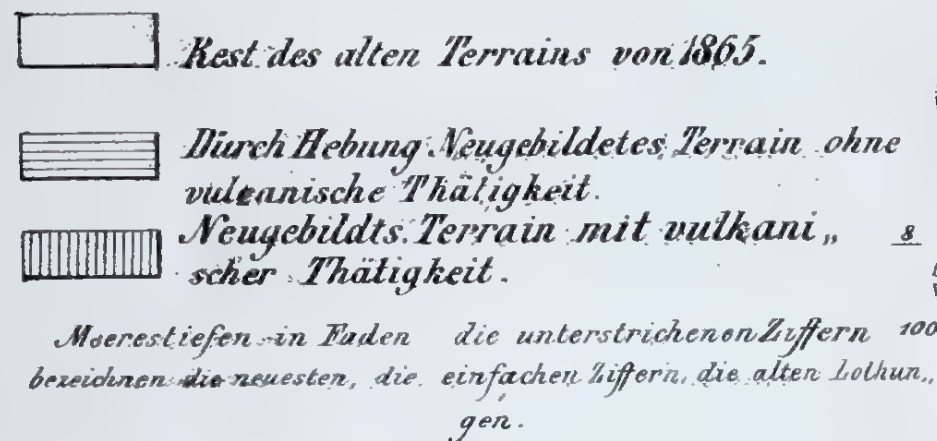 Rest des alten Terrains von 1865.
Dürch Hebung Neugebildetes Terrain ohne
vulcanische Thätigkeit.
Neugebildts. Terrain mit vulkani„
scher Thätigkeit.
8
Meerestiefen in Faden die unterstrichenen Ziffern
100
bezeichnen die neuesten, die einfachen Ziffern, die alten Lothun„
gen.